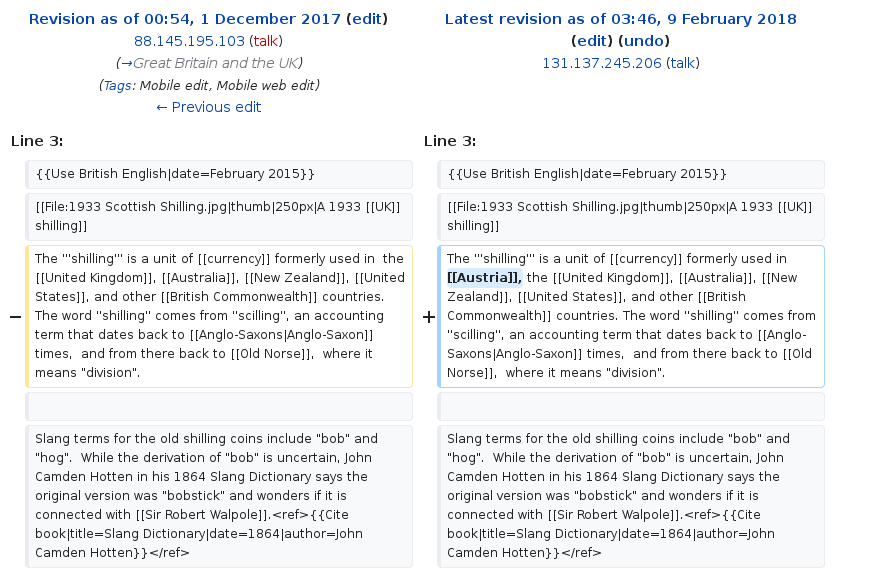 Revision as of 00:54, 1 December 2017 (edit)
88.145.195.103 (talk)
(→Great Britain and the UK)
(Tags: Mobile edit, Mobile web edit)
← Previous edit
Latest revision as of 03:46, 9 February 2018
(edit) (undo)
131.137.245.206 (talk)
Line 3:
Line 3:
{{Use British English|date=February 2015}}
{{Use British English|date=February 2015}}
[[File:1933 Scottish Shilling.jpg|thumb|250px|A 1933 [[UK]]
shilling]]
[[File:1933 Scottish Shilling.jpg|thumb|250px|A 1933 [[UK]]
shilling]]
−
The '''shilling''' is a unit of [[currency]] formerly used in  the
[[United Kingdom]], [[Australia]], [[New Zealand]], [[United
States]], and other [[British Commonwealth]] countries.
The word "shilling" comes from "scilling", an accounting
term that dates back to [[Anglo-Saxons|Anglo-Saxon]]
times,  and from there back to [[Old Norse]],  where it
means "division".
+
The '''shilling''' is a unit of [[currency]] formerly used in
[[Austria]], the [[United Kingdom]], [[Australia]], [[New
Zealand]], [[United States]], and other [[British
Commonwealth]] countries. The word "shilling" comes from
"scilling", an accounting term that dates back to [[Anglo-
Saxons|Anglo-Saxon]] times,  and from there back to [[Old
Norse]],  where it means "division".
Slang terms for the old shilling coins include "bob" and
"hog".  While the derivation of "bob" is uncertain, John
Camden Hotten in his 1864 Slang Dictionary says the
original version was "bobstick" and wonders if it is
connected with [[Sir Robert Walpole]].<ref>{{Cite
book|title=Slang Dictionary|date=1864|author=John
Camden Hotten}}</ref>
Slang terms for the old shilling coins include "bob" and
"hog".  While the derivation of "bob" is uncertain, John
Camden Hotten in his 1864 Slang Dictionary says the
original version was "bobstick" and wonders if it is
connected with [[Sir Robert Walpole]].<ref>{{Cite
book|title=Slang Dictionary|date=1864|author=John
Camden Hotten}}</ref>